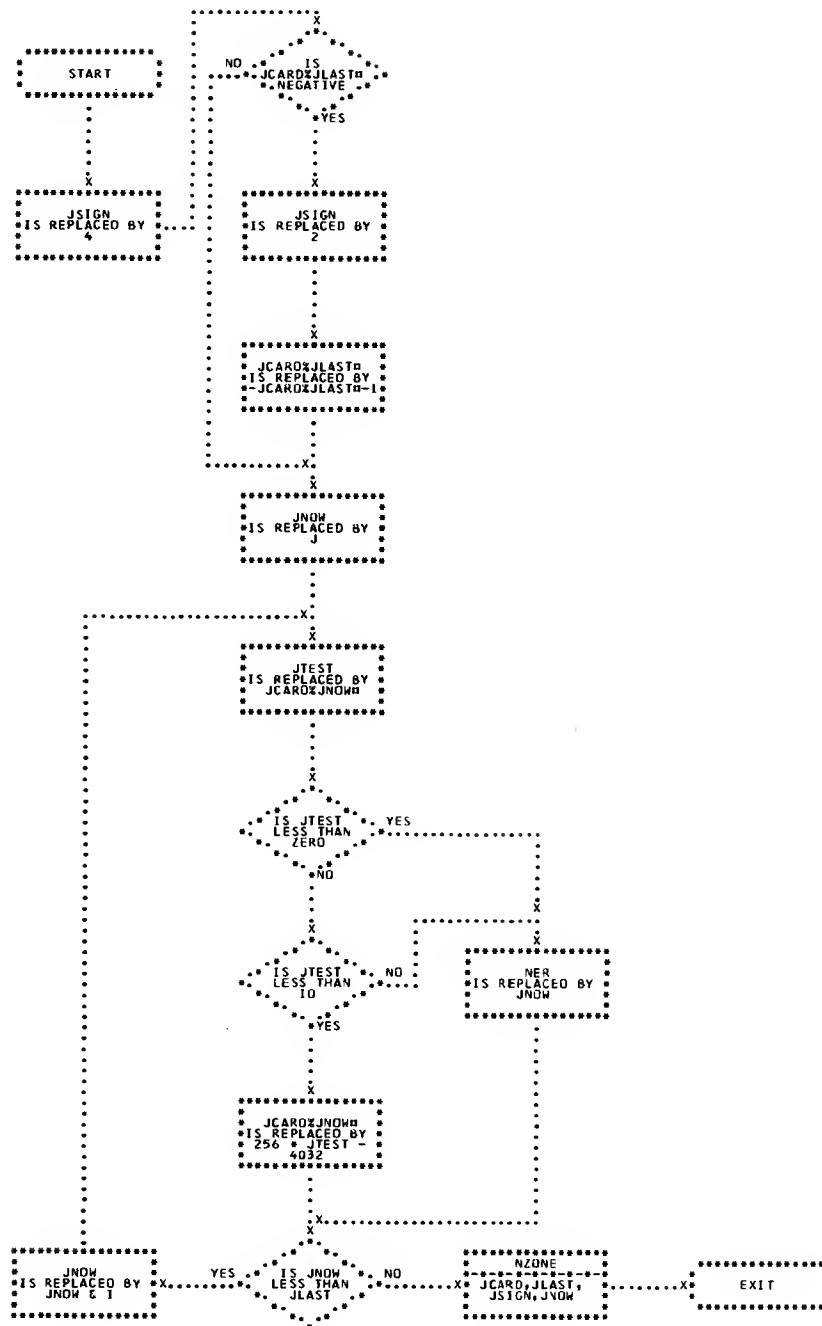 START
IS
JCARD%JLAST¤
NEGATIVE
NO
YES
JSIGN
IS REPLACED BY
4
JSIGN
IS REPLACED BY
2
JCARD%JLAST¤
IS REPLACED BY
-JCARD%JLAST¤-1
JNOW
IS REPLACED BY
J
JTEST
IS REPLACED BY
JCARD%JNOW¤
IS JTEST
LESS THAN
ZERO
YES
NO
IS JTEST
LESS THAN
10
NO
YES
NER
IS REPLACED BY
JNOW
JCARD%JNOW¤
IS REPLACED BY
256 * JTEST -
4032
JNOW
IS REPLACED BY
JNOW & 1
YES
IS JNOW
LESS THAN
JLAST
NO
NZONE
JCARD,JLAST,
JSIGN,JNOW
EXIT